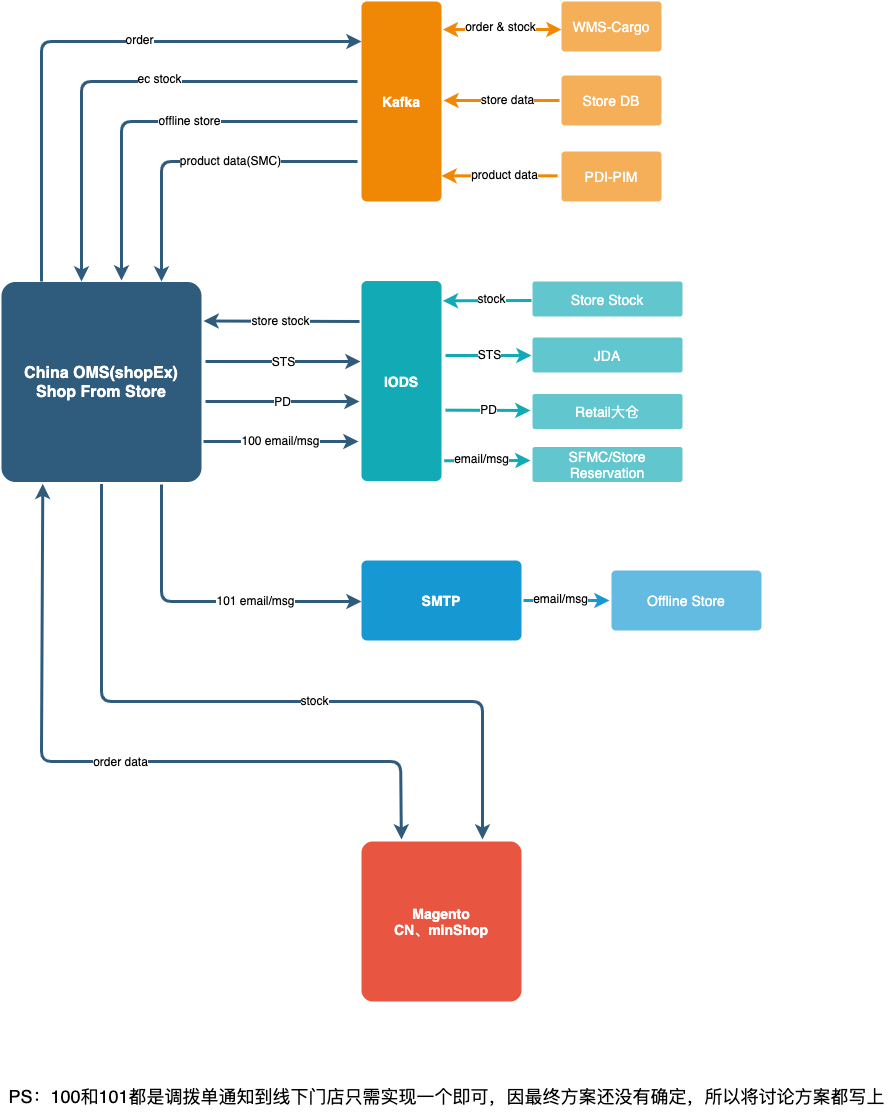 order
order & stock
WMS-Cargo
ec stock
Kafka
store data
Store DB
offline store
product data(SMC)
product data
PDI-PIM
China OMS(shopEx)
Shop From Store
store stock
STS
PD
100 email/msg
IODS
stock
Store Stock
STS
JDA
PD
Retail大仓
email/msg
SFMC/Store
Reservation
101 email/msg
SMTP
email/msg
Offline Store
stock
order data
Magento
CN、minShop
PS：100和101都是调拨单通知到线下门店只需实现一个即可，因最终方案还没有确定，所以将讨论方案都写上